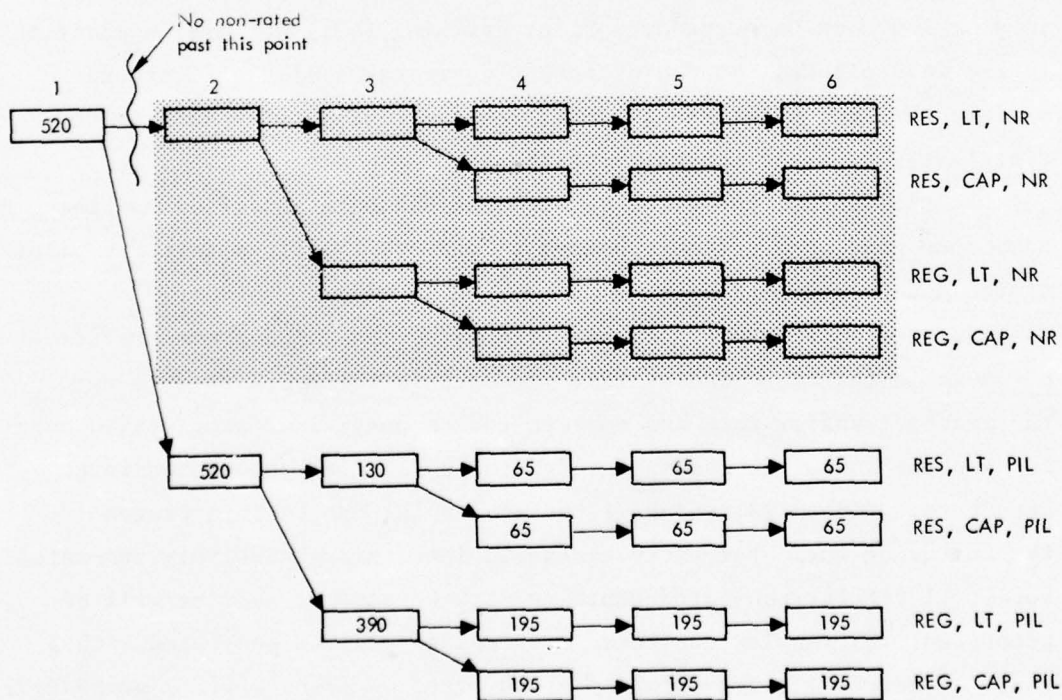 No non-rated
past this point
1 2 3 4 5 6
520 RES, LT, NR
RES, CAP, NR
REG, LT, NR
REG, CAP, NR
520 130 65 65 65 RES, LT, PIL
65 65 65 RES, CAP, PIL
390 195 195 195 REG, LT, PIL
195 195 195 REG, CAP, PIL